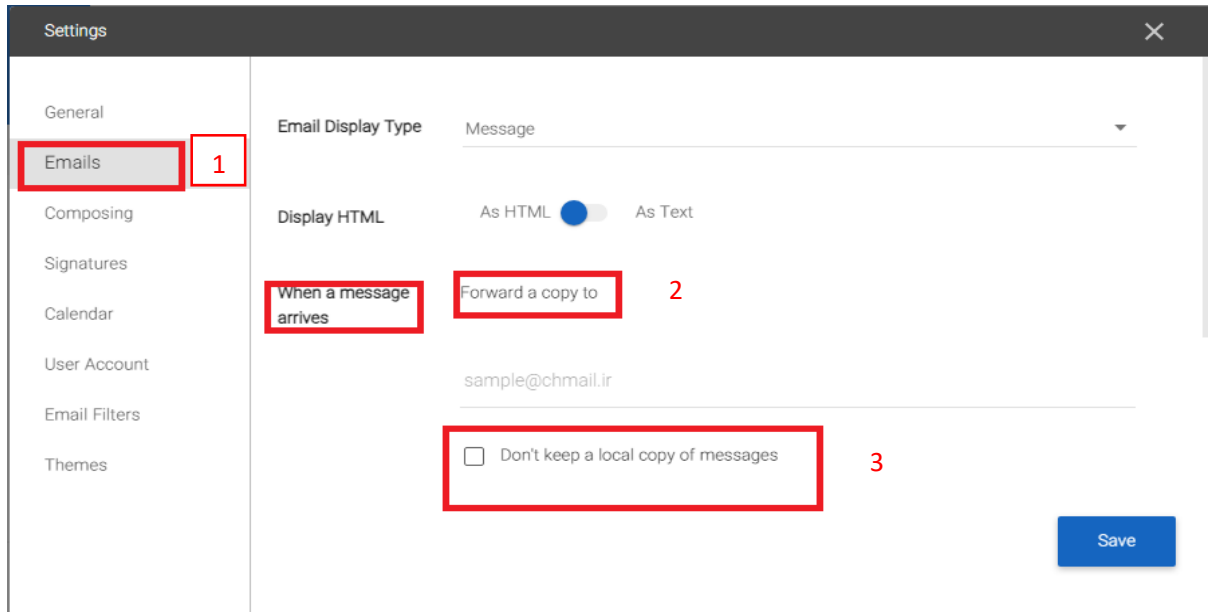 Settings
General
Emails
1
Composing
Signatures
Calendar
User Account
Email Filters
Themes
Email Display Type
Message
Display HTML
As HTML
As Text
When a message
arrives
Forward a copy to
2
sample@chmail.ir
Don't keep a local copy of messages
3
Save